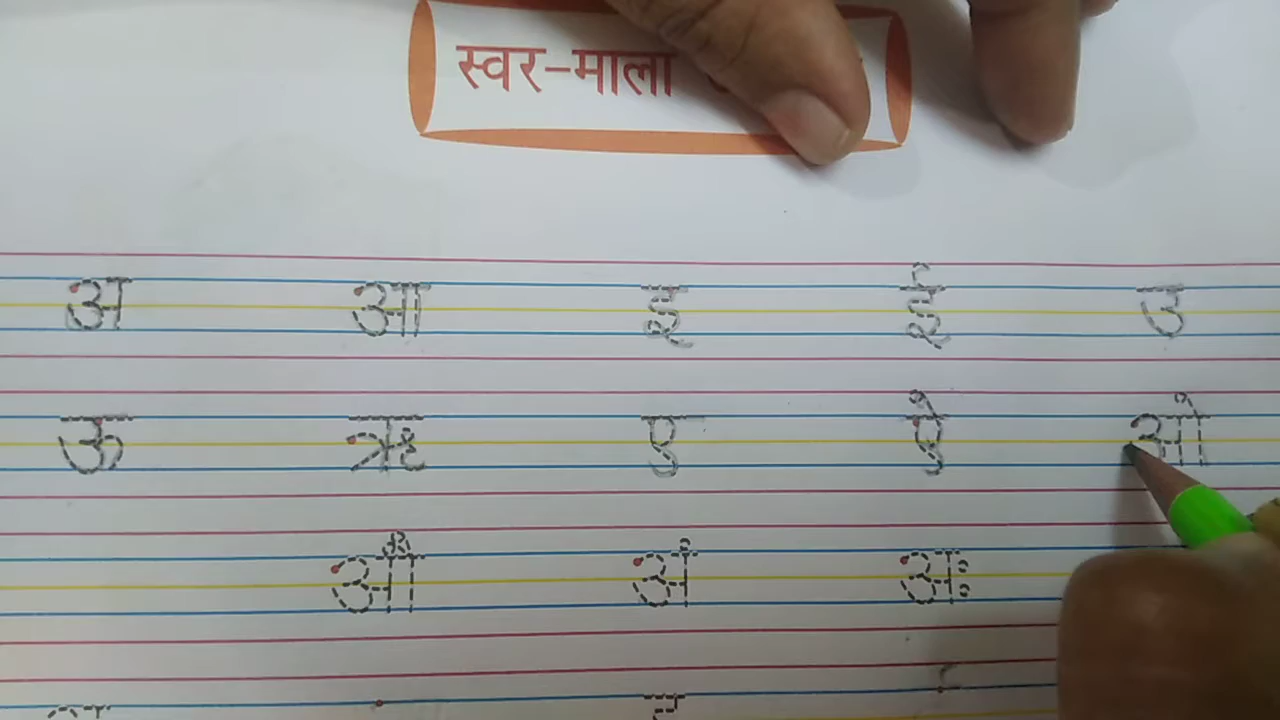 स्वर-माला
अ आ इ ई उ
ऊ ऋ ए ऐ ओ
औ अं अः